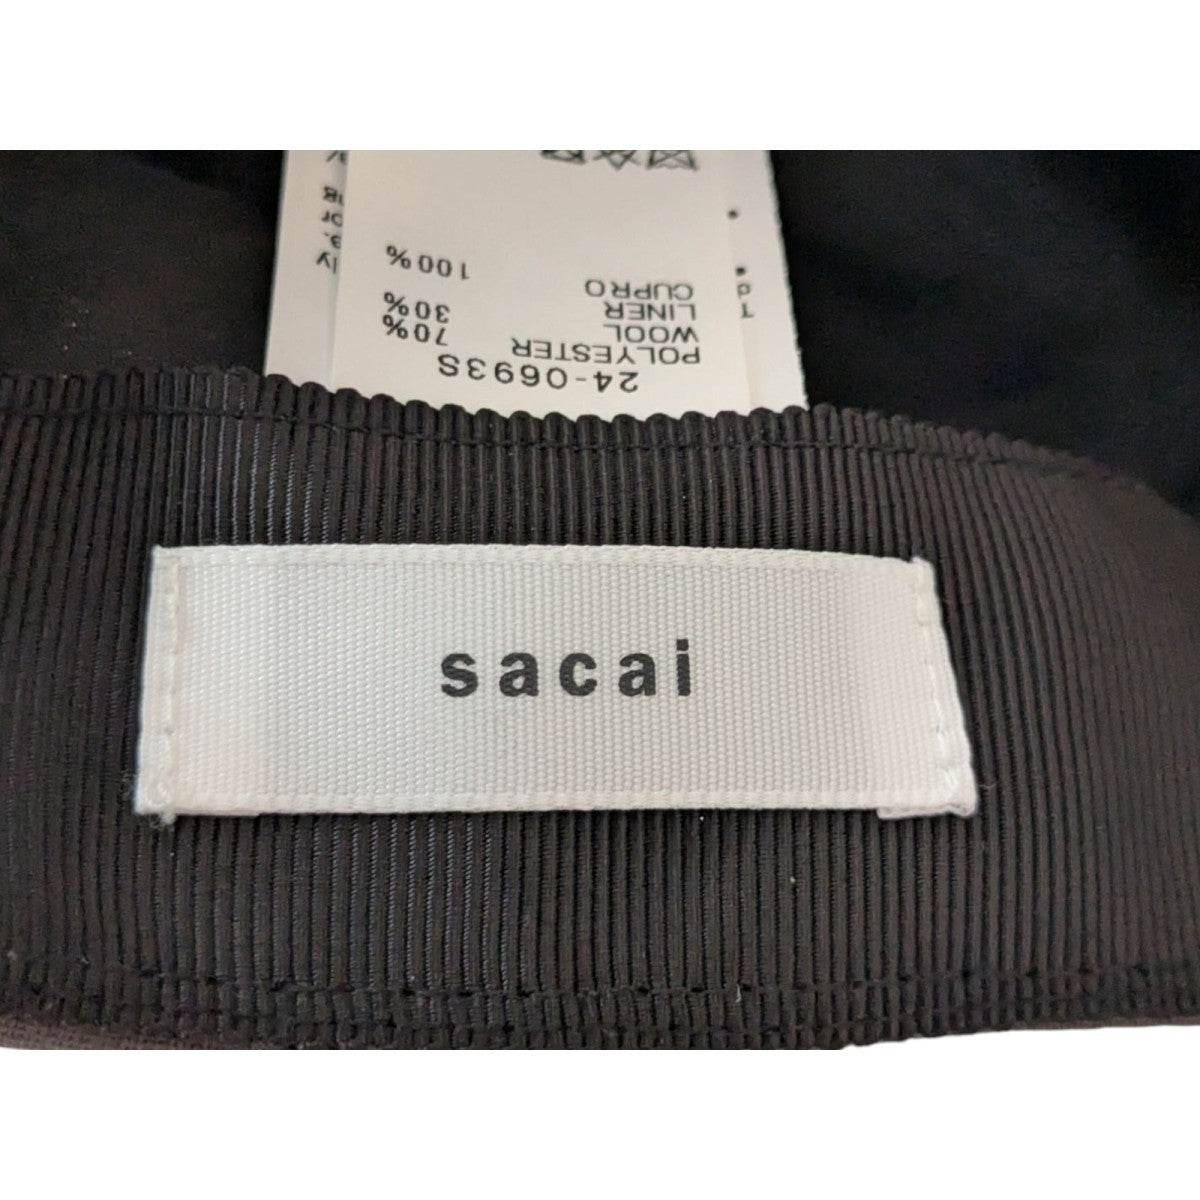 sacai
24-0693S
POLYESTER 70%
WOOL 30%
LINER
CUPRO 100%